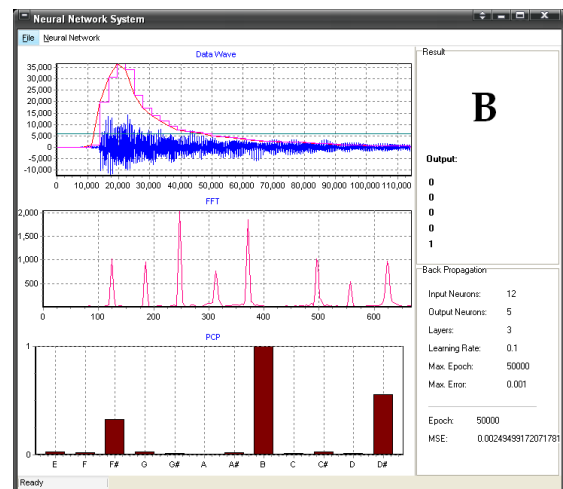 Neural Network System
File Neural Network
Data Wave
35,000
30,000
25,000
20,000
15,000
10,000
5,000
0
-5,000
-10,000
0 10,000 20,000 30,000 40,000 50,000 60,000 70,000 80,000 90,000 100,000 110,000
FFT
2,000
1,500
1,000
500
0 100 200 300 400 500 600
PCP
1
0
E F F# G G# A A# B C C# D D#
Ready
Result
B
Output:
0
0
0
0
1
Back Propagation
Input Neurons: 12
Output Neurons: 5
Layers: 3
Learning Rate: 0.1
Max. Epoch: 50000
Max. Error: 0.001
Epoch: 50000
MSE: 0.00249499172071781